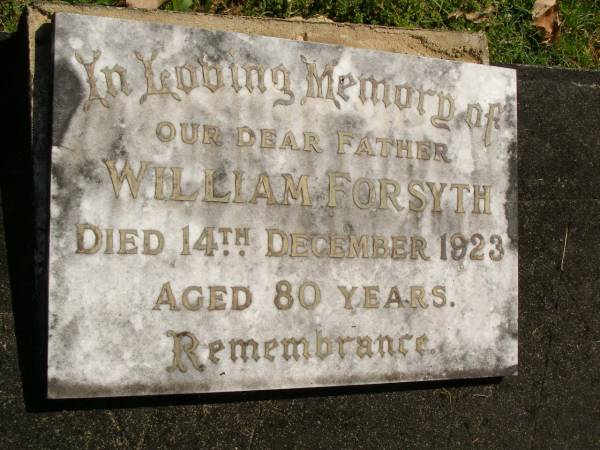 In Loving Memory of
OUR DEAR FATHER
WILLIAM FORSYTH
DIED 14TH DECEMBER 1923
AGED 80 YEARS.
Remembrance.